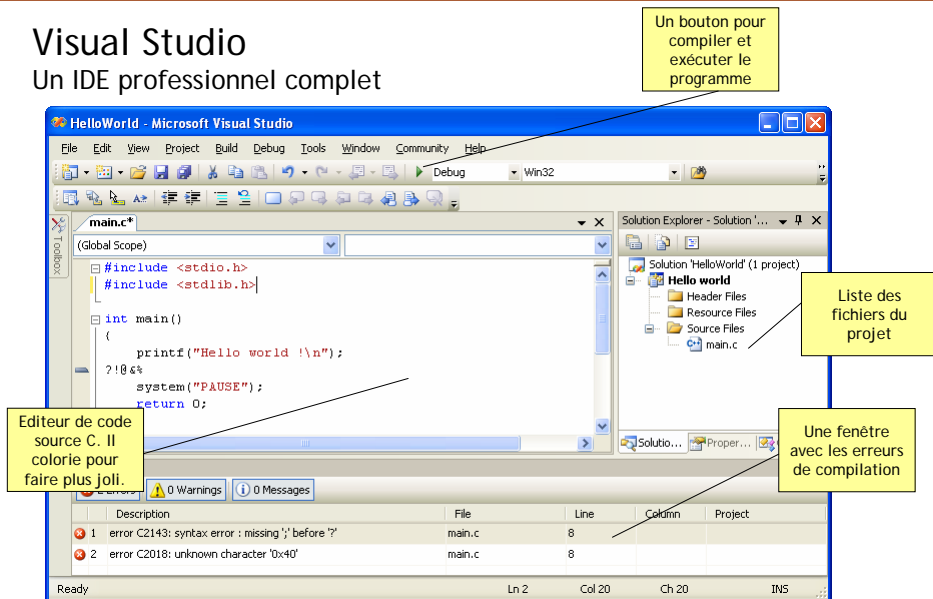 Visual Studio
Un IDE professionnel complet
Un bouton pour
compiler et
exécuter le
programme
HelloWorld - Microsoft Visual Studio
File Edit View Project Build Debug Tools Window Community Help
Debug Win32
main.c*
Toolbox
(Global Scope)
#include <stdio.h>
#include <stdlib.h>
int main()
{
printf("Hello world !\n");
?!@&%
system("PAUSE");
return 0;
Solution Explorer - Solution '...
Solution 'HelloWorld' (1 project)
Hello world
Header Files
Resource Files
Source Files
main.c
Liste des
fichiers du
projet
Editeur de code
source C. Il
colorie pour
faire plus joli.
Solutio... Proper...
Une fenêtre
avec les erreurs
de compilation
0 Warnings 0 Messages
Description File Line Column Project
1 error C2143: syntax error : missing ';' before '?' main.c 8
2 error C2018: unknown character '0x40' main.c 8
Ready Ln 2 Col 20 Ch 20 INS